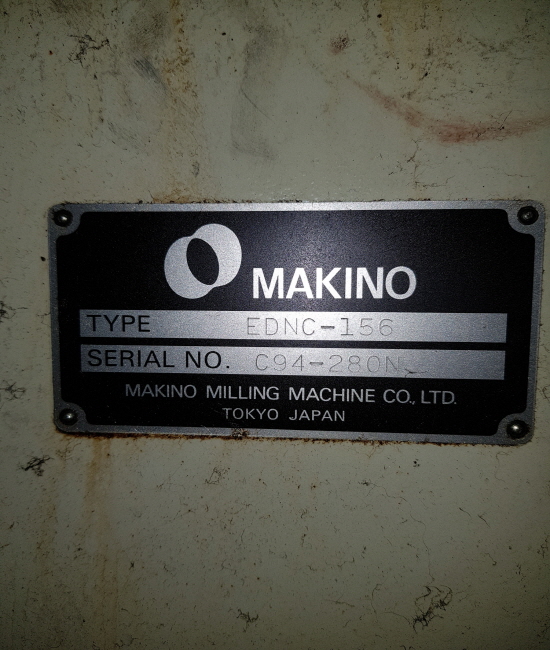 MAKINO
TYPE EDNC-156
SERIAL NO. C94-280N
MAKINO MILLING MACHINE CO., LTD.
TOKYO JAPAN